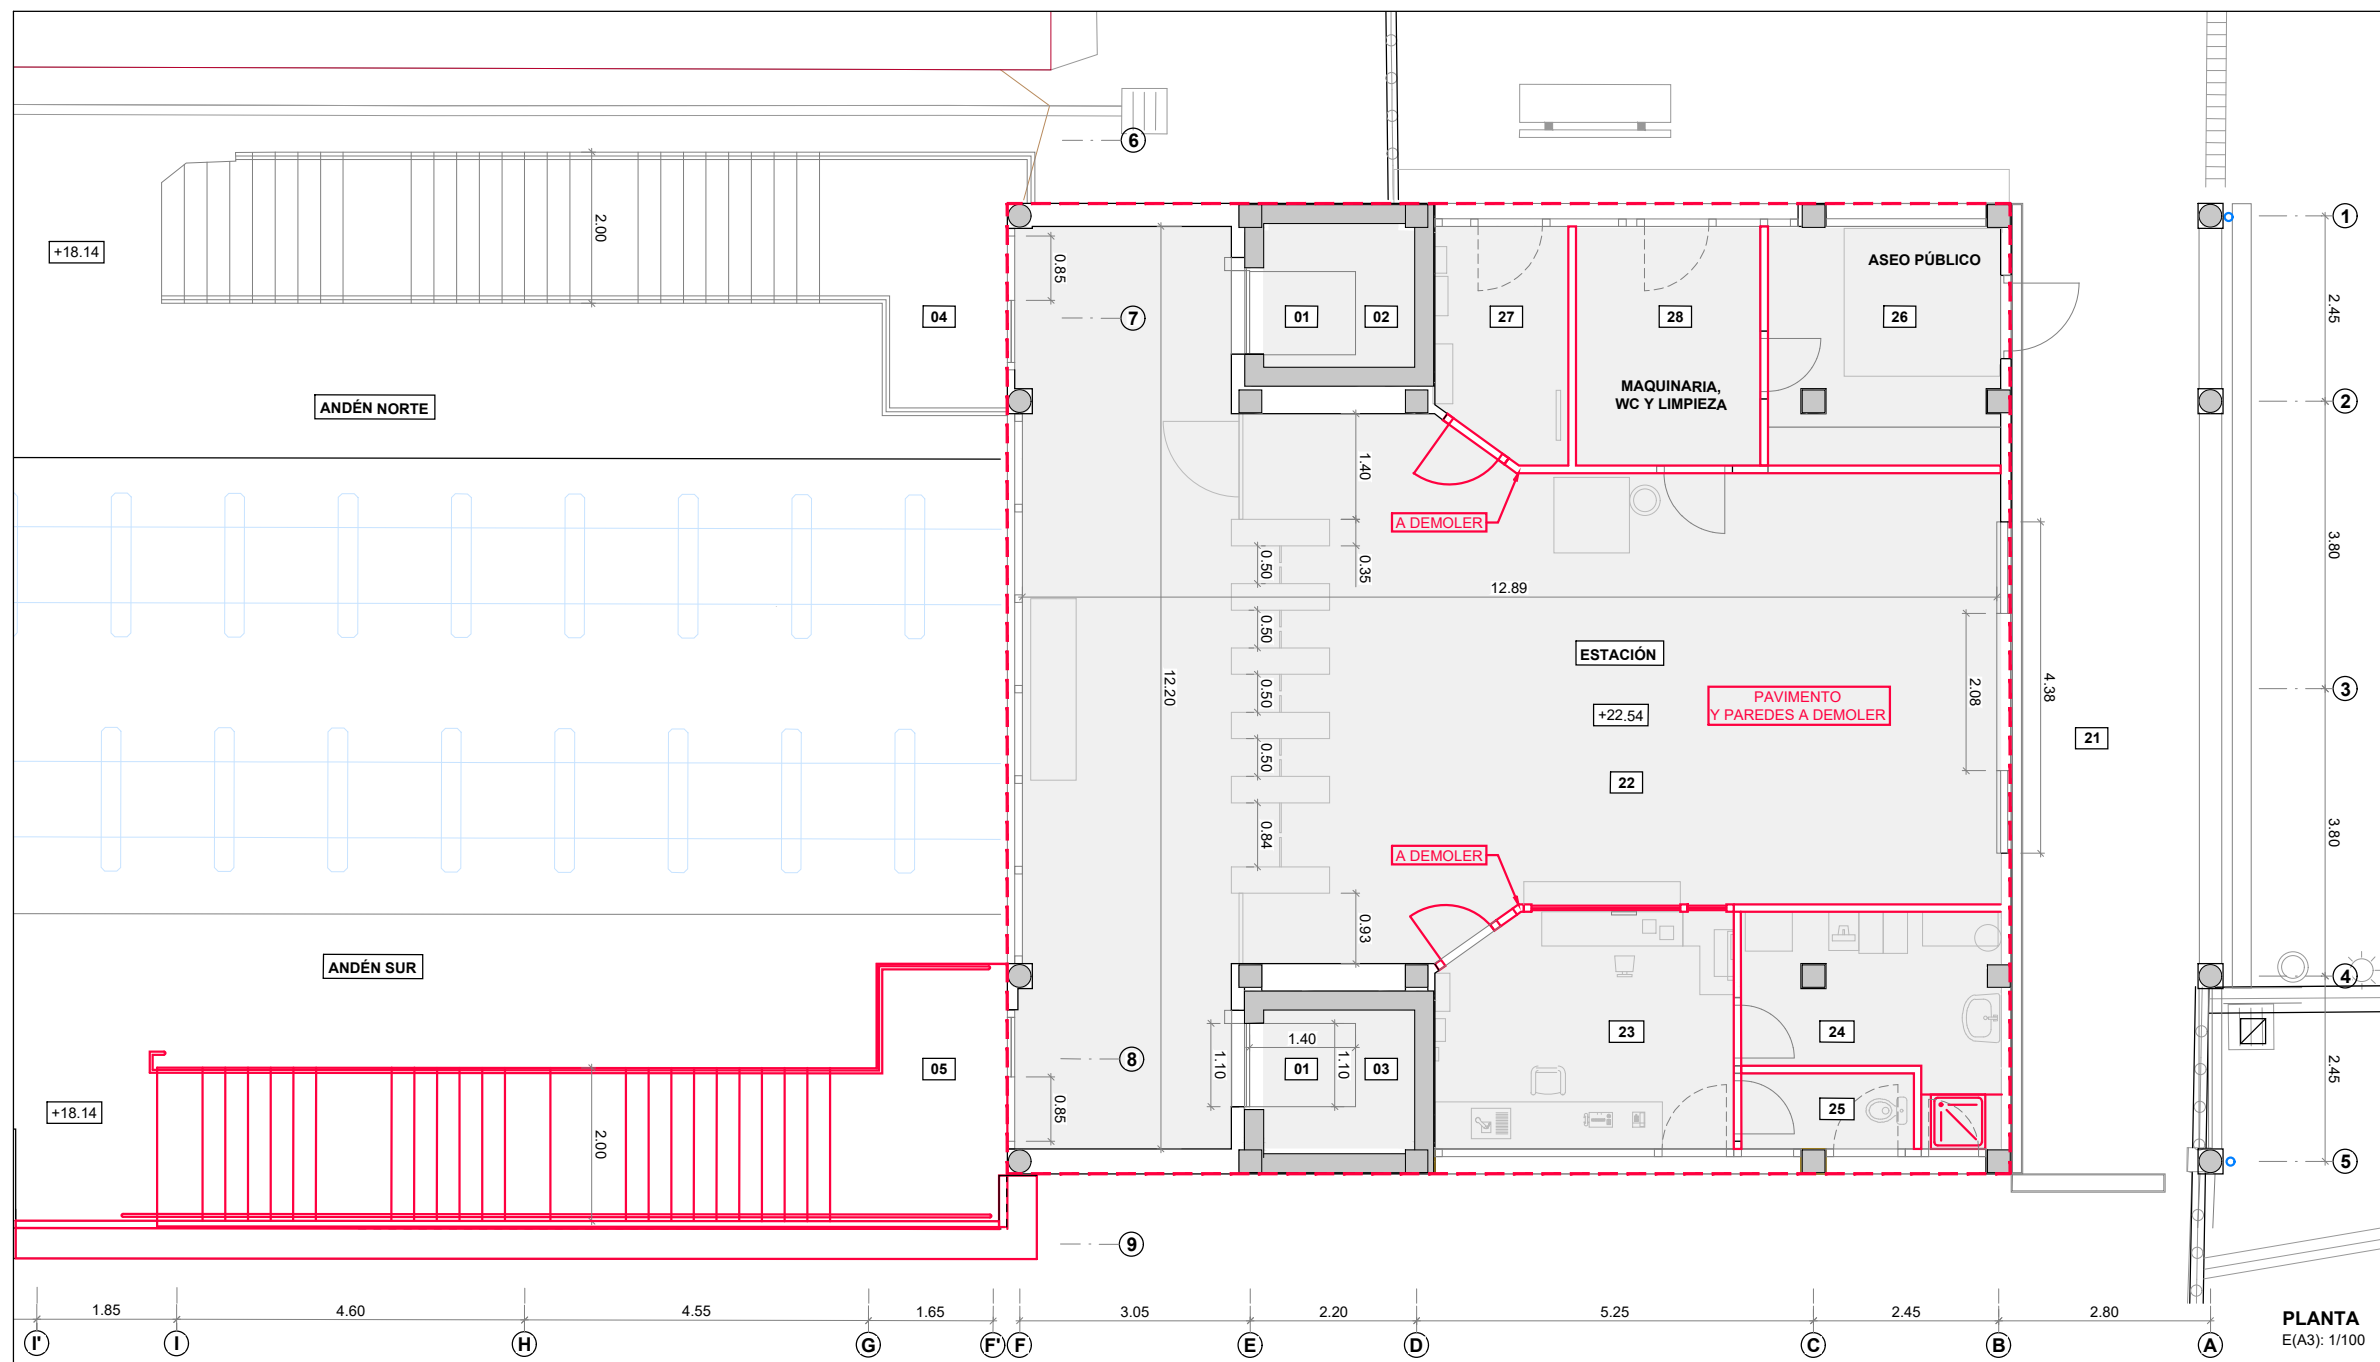 6
1
2.00
+18.14
0.85
ASEO PÚBLICO
2.45
04
7
01
02
27
28
26
ANDÉN NORTE
MAQUINARIA,
WC Y LIMPIEZA
2
1.40
A DEMOLER
0.50
0.35
3.80
12.89
0.50
ESTACIÓN
12.20
0.50
PAVIMENTO
Y PAREDES A DEMOLER
2.08
4.38
3
+22.54
21
0.50
22
0.84
3.80
A DEMOLER
0.93
ANDÉN SUR
4
23
24
1.40
05
8
1.10
01
1.10
03
2.45
+18.14
0.85
25
2.00
5
9
1.85
4.60
4.55
1.65
3.05
2.20
5.25
2.45
2.80
PLANTA
E(A3): 1/100
I'
I
H
G
F'
F
E
D
C
B
A